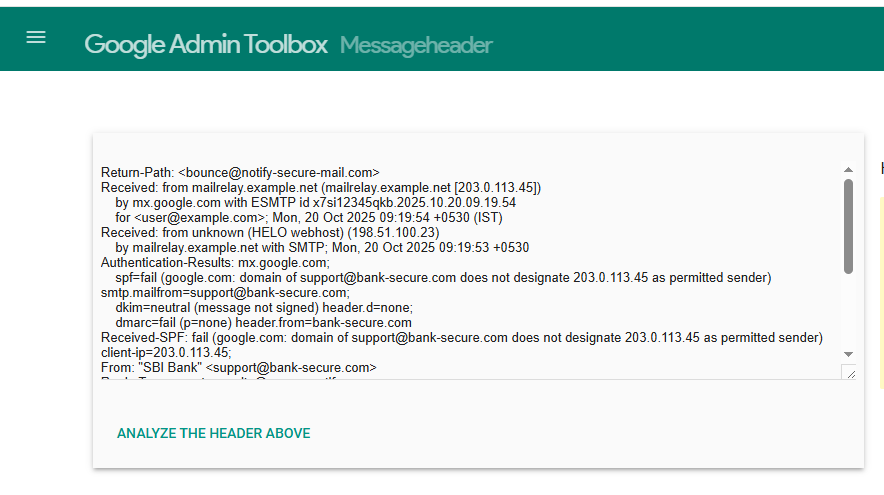 Google Admin Toolbox Messageheader
Return-Path: <bounce@notify-secure-mail.com>
Received: from mailrelay.example.net (mailrelay.example.net [203.0.113.45])
by mx.google.com with ESMTP id x7si12345qkb.2025.10.20.09.19.54
for <user@example.com>; Mon, 20 Oct 2025 09:19:54 +0530 (IST)
Received: from unknown (HELO webhost) (198.51.100.23)
by mailrelay.example.net with SMTP; Mon, 20 Oct 2025 09:19:53 +0530
Authentication-Results: mx.google.com;
spf=fail (google.com: domain of support@bank-secure.com does not designate 203.0.113.45 as permitted sender)
smtp.mailfrom=support@bank-secure.com;
dkim=neutral (message not signed) header.d=none;
dmarc=fail (p=none) header.from=bank-secure.com
Received-SPF: fail (google.com: domain of support@bank-secure.com does not designate 203.0.113.45 as permitted sender)
client-ip=203.0.113.45;
From: "SBI Bank" <support@bank-secure.com>
ANALYZE THE HEADER ABOVE